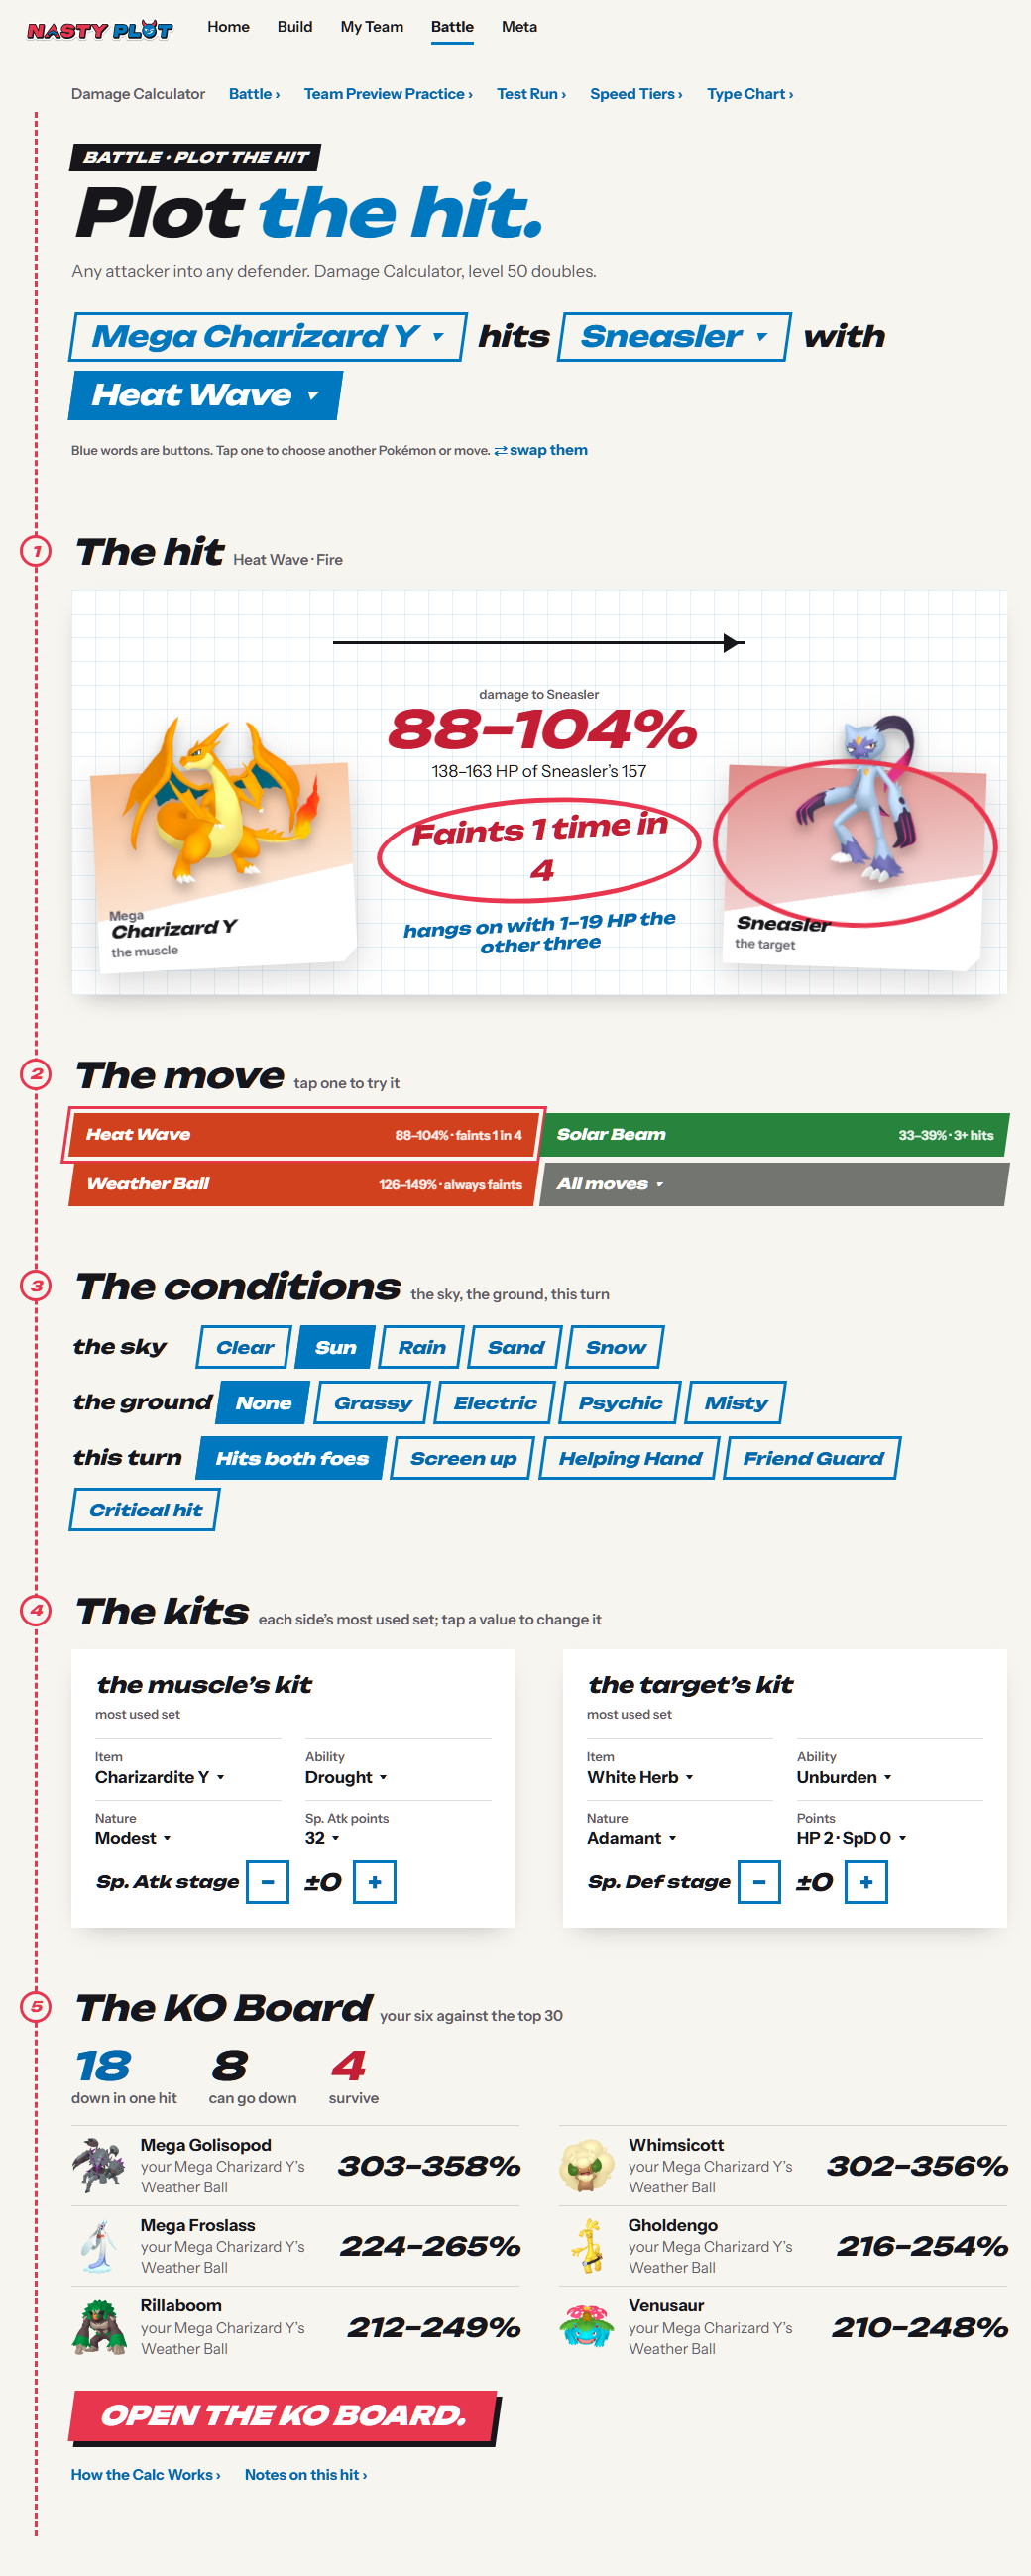 NASTY PLOT
Home Build My Team Battle Meta
Damage Calculator Battle › Team Preview Practice › Test Run › Speed Tiers › Type Chart ›
BATTLE · PLOT THE HIT
Plot the hit.
Any attacker into any defender. Damage Calculator, level 50 doubles.
Mega Charizard Y ▾ hits Sneasler ▾ with
Heat Wave ▾
Blue words are buttons. Tap one to choose another Pokémon or move. ⇄ swap them
1 The hit Heat Wave · Fire
damage to Sneasler
88–104%
138–163 HP of Sneasler’s 157
Faints 1 time in
4
hangs on with 1–19 HP the
other three
Mega
Charizard Y
the muscle
Sneasler
the target
2 The move tap one to try it
Heat Wave 88–104% · faints 1 in 4
Solar Beam 33–39% · 3+ hits
Weather Ball 126–149% · always faints
All moves ▾
3 The conditions the sky, the ground, this turn
the sky Clear Sun Rain Sand Snow
the ground None Grassy Electric Psychic Misty
this turn Hits both foes Screen up Helping Hand Friend Guard
Critical hit
4 The kits each side’s most used set; tap a value to change it
the muscle’s kit
most used set
Item Ability
Charizardite Y ▾ Drought ▾
Nature Sp. Atk points
Modest ▾ 32 ▾
Sp. Atk stage − ±0 +
the target’s kit
most used set
Item Ability
White Herb ▾ Unburden ▾
Nature Points
Adamant ▾ HP 2 · SpD 0 ▾
Sp. Def stage − ±0 +
5 The KO Board your six against the top 30
18 8 4
down in one hit can go down survive
Mega Golisopod
your Mega Charizard Y’s
Weather Ball
303–358%
Whimsicott
your Mega Charizard Y’s
Weather Ball
302–356%
Mega Froslass
your Mega Charizard Y’s
Weather Ball
224–265%
Gholdengo
your Mega Charizard Y’s
Weather Ball
216–254%
Rillaboom
your Mega Charizard Y’s
Weather Ball
212–249%
Venusaur
your Mega Charizard Y’s
Weather Ball
210–248%
OPEN THE KO BOARD.
How the Calc Works › Notes on this hit ›